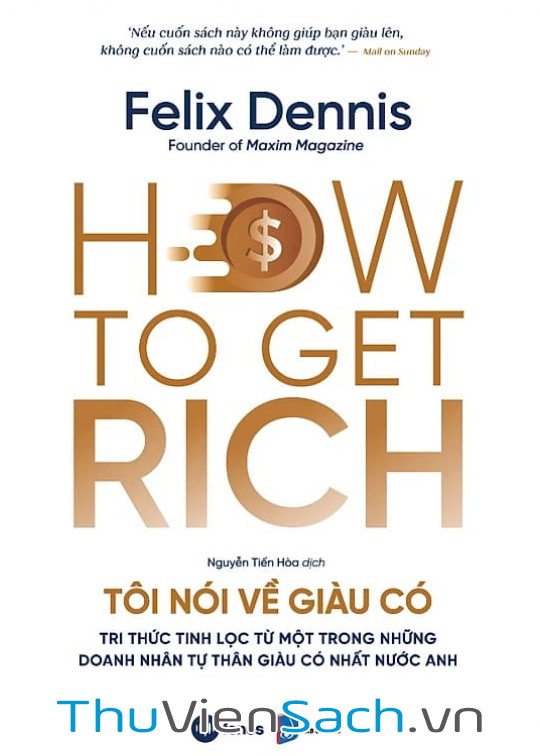 'Nếu cuốn sách này không giúp bạn giàu lên,
không cuốn sách nào có thể làm được.' — Mail on Sunday
Felix Dennis
Founder of Maxim Magazine
HOW
TO GET
RICH
Nguyễn Tiến Hòa dịch
TÔI NÓI VỀ GIÀU CÓ
TRI THỨC TINH LỌC TỪ MỘT TRONG NHỮNG
DOANH NHÂN TỰ THÂN GIÀU CÓ NHẤT NƯỚC ANH
ThuVienSach.vn